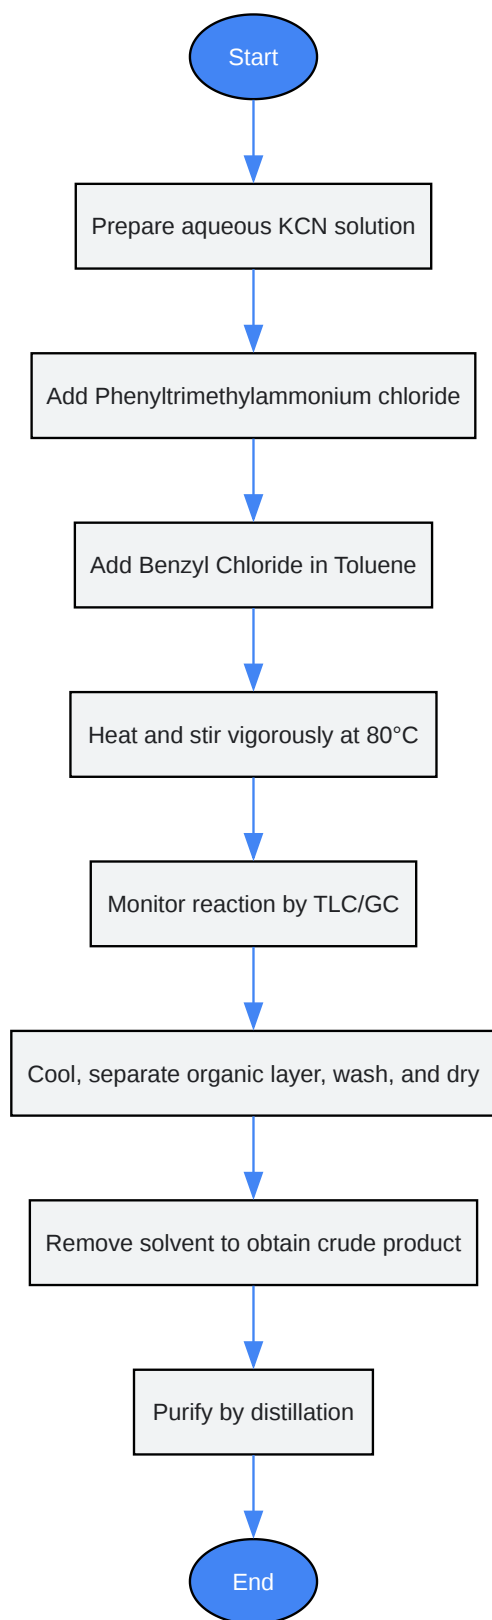 Start
Prepare aqueous KCN solution
Add Phenyltrimethylammonium chloride
Add Benzyl Chloride in Toluene
Heat and stir vigorously at 80°C
Monitor reaction by TLC/GC
Cool, separate organic layer, wash, and dry
Remove solvent to obtain crude product
Purify by distillation
End